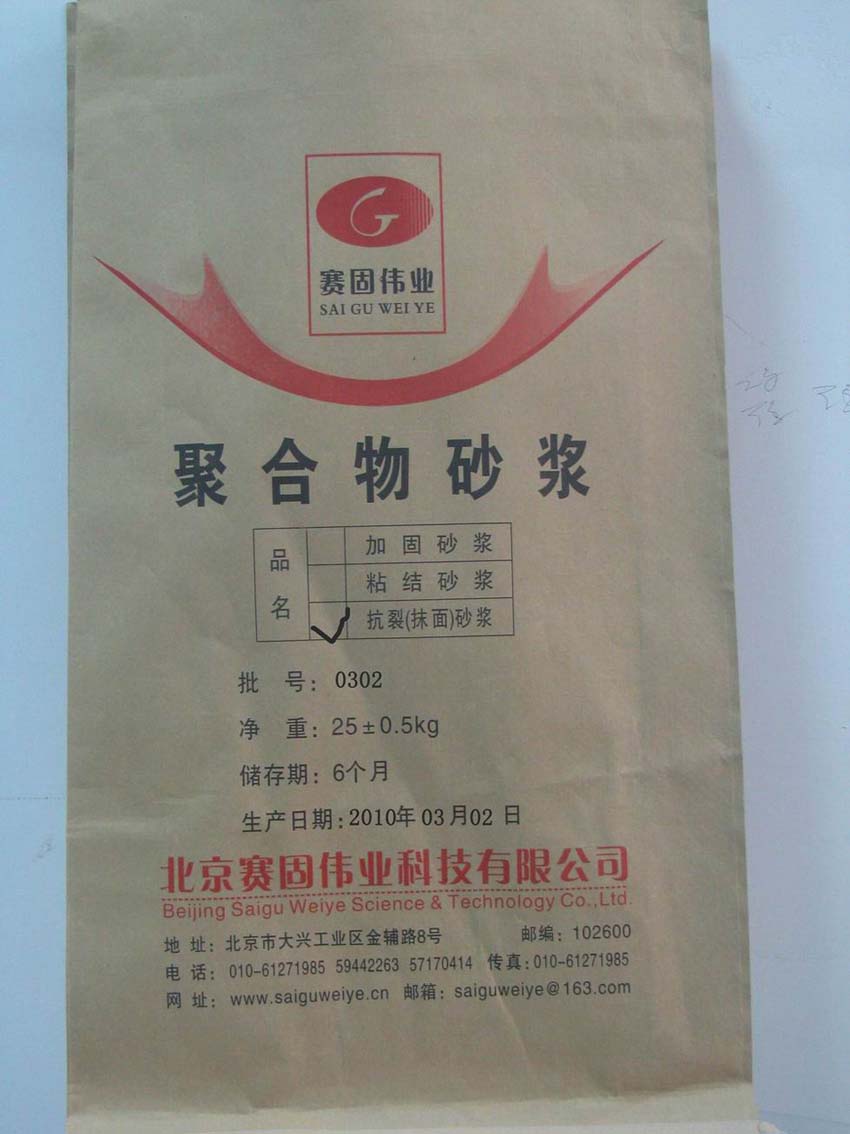 G
赛固伟业
SAI GU WEI YE
聚合物砂浆
品名
加固砂浆
粘结砂浆
✓ 抗裂(抹面)砂浆
批 号: 0302
净 重: 25±0.5kg
储存期: 6个月
生产日期: 2010年03月02日
北京赛固伟业科技有限公司
Beijing Saigu Weiye Science & Technology Co.,Ltd.
地 址: 北京市大兴工业区金辅路8号 邮编: 102600
电 话: 010-61271985 59442263 57170414 传真: 010-61271985
网 址: www.saiguweiye.cn 邮箱: saiguweiye@163.com